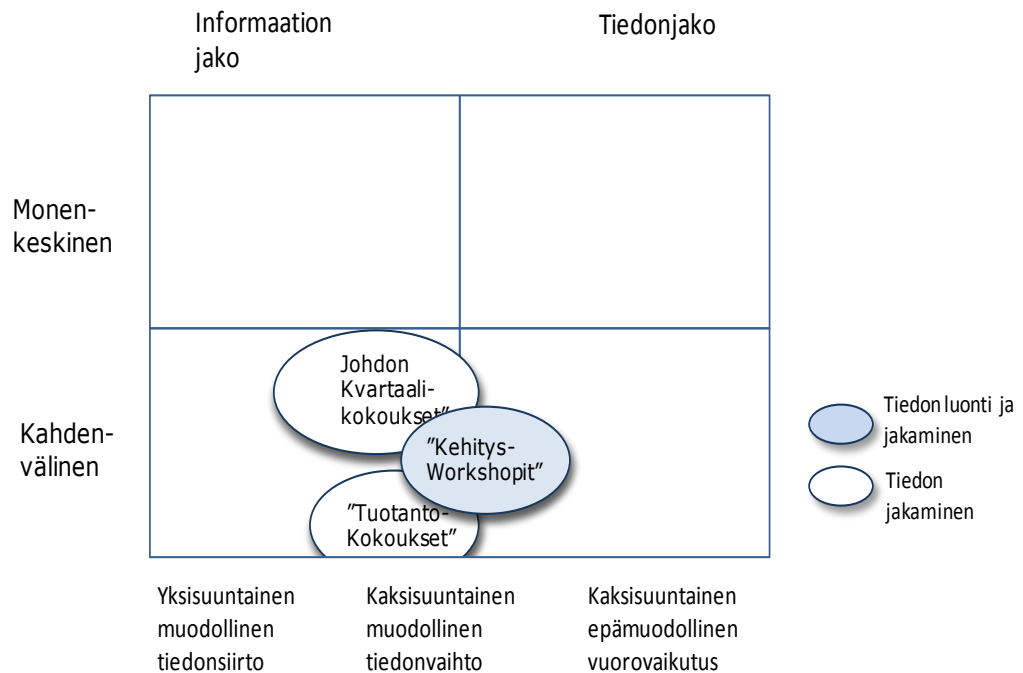 Informaation
jako
Tiedonjako
Monen-
keskinen
Johdon
Kvartaali-
kokoukset”
Kahden-
välinen
”Kehitys-
Workshopit”
”Tuotanto-
Kokoukset”
Tiedon luonti ja
jakaminen
Tiedon
jakaminen
Yksisuuntainen
muodollinen
tiedonsiirto
Kaksisuuntainen
muodollinen
tiedonvaihto
Kaksisuuntainen
epämuodollinen
vuorovaikutus